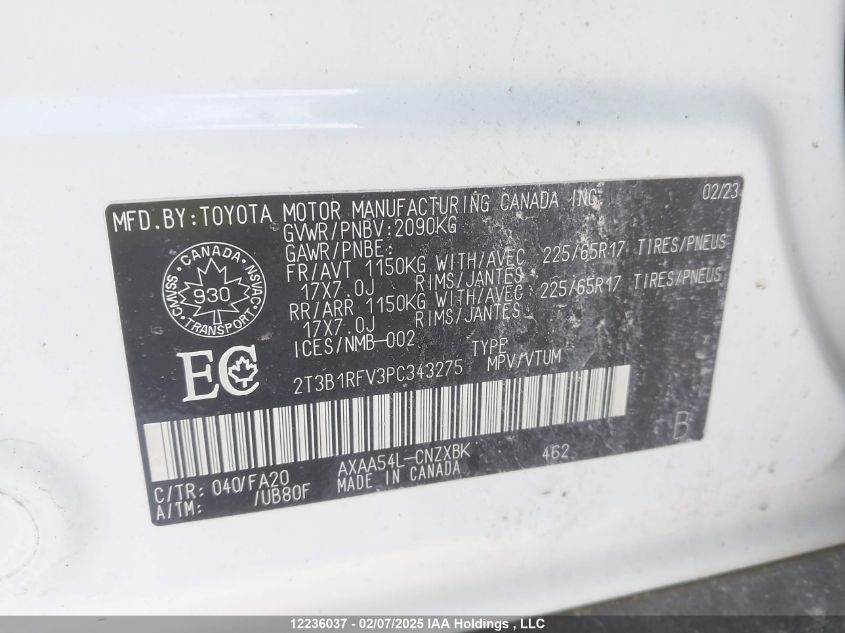 MFD.BY:TOYOTA MOTOR MANUFACTURING CANADA INC. 02/23
GVWR/PNBV:2090KG
GAWR/PNBE:
FR/AVT 1150KG WITH/AVEC 225/65R17 TIRES/PNEUS
17X7.0J RIMS/JANTES
RR/ARR 1150KG WITH/AVEC 225/65R17 TIRES/PNEUS
17X7.0J RIMS/JANTES
ICES/NMB-002
CANADA
CMVSS 930 NSVAC
TRANSPORT
EC
TYPE
2T3B1RFV3PC343275 MPV/VTUM
B
C/TR: 040/FA20 AXAA54L-CNZXBK 462
A/TM: /UB80F MADE IN CANADA
12236037 - 02/07/2025 IAA Holdings , LLC